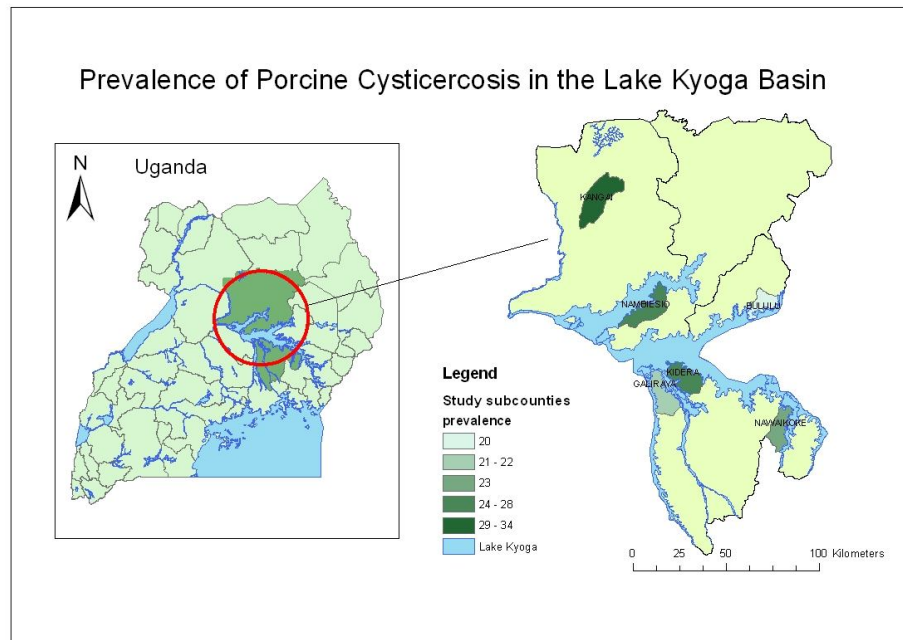 Prevalence of Porcine Cysticercosis in the Lake Kyoga Basin
N
Uganda
KANGAI
NAMBIESKI
BULULU
KIDERA
GALIRAYA
NAWAIKOKE
Legend
Study subcounties
prevalence
20
21 - 22
23
24 - 28
29 - 34
Lake Kyoga
0 25 50 100 Kilometers